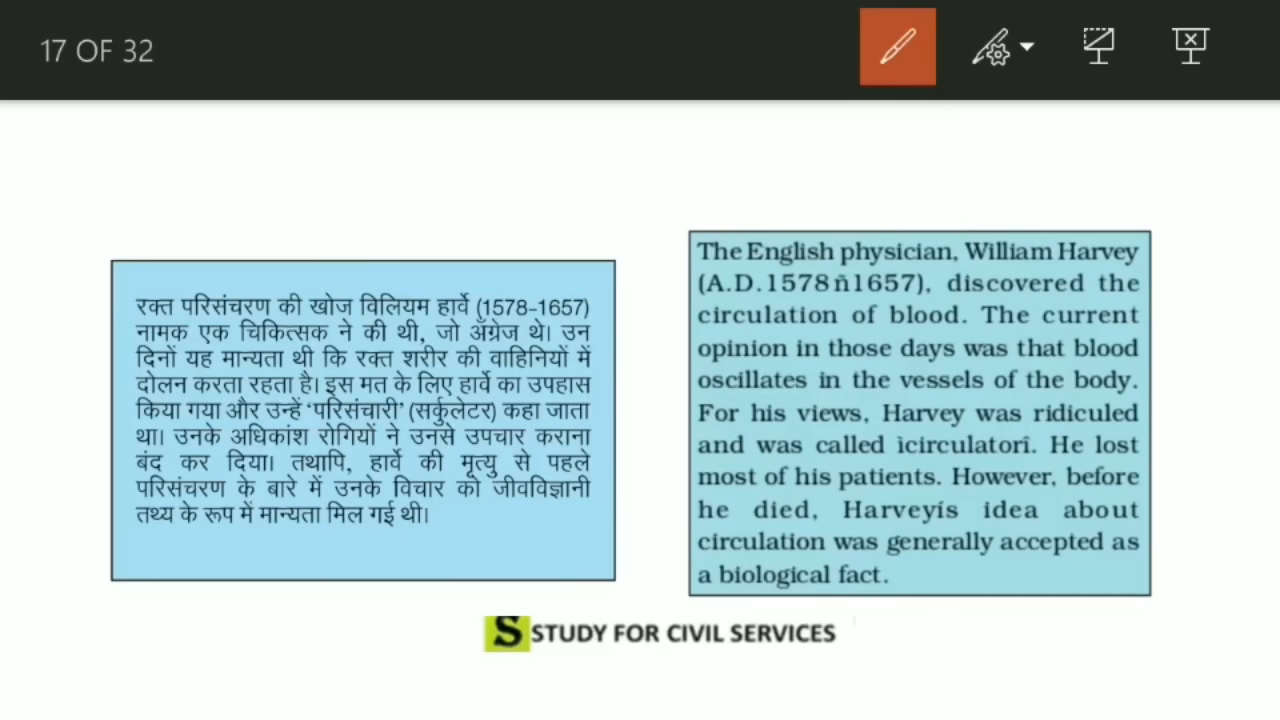 17 OF 32
रक्त परिसंचरण की खोज विलियम हार्वे (1578-1657)
नामक एक चिकित्सक ने की थी, जो अँग्रेज थे। उन
दिनों यह मान्यता थी कि रक्त शरीर की वाहिनियों में
दोलन करता रहता है। इस मत के लिए हार्वे का उपहास
किया गया और उन्हें ‘परिसंचारी’ (सर्कुलेटर) कहा जाता
था। उनके अधिकांश रोगियों ने उनसे उपचार कराना
बंद कर दिया। तथापि, हार्वे की मृत्यु से पहले
परिसंचरण के बारे में उनके विचार को जीवविज्ञानी
तथ्य के रूप में मान्यता मिल गई थी।
The English physician, William Harvey
(A.D.1578ñ1657), discovered the
circulation of blood. The current
opinion in those days was that blood
oscillates in the vessels of the body.
For his views, Harvey was ridiculed
and was called ìcirculatorî. He lost
most of his patients. However, before
he died, Harveyís idea about
circulation was generally accepted as
a biological fact.
S STUDY FOR CIVIL SERVICES